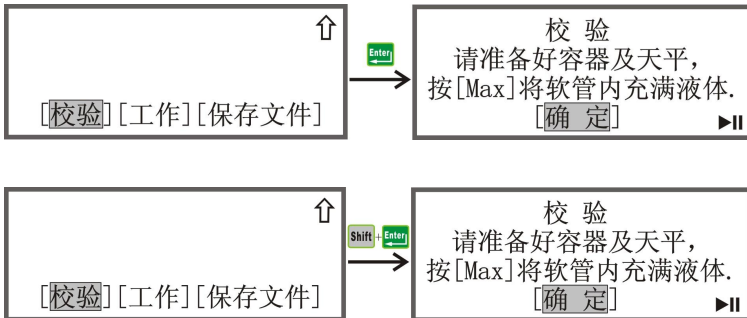 [校验][工作][保存文件]
Enter
校 验
请准备好容器及天平，
按[Max]将软管内充满液体.
[确 定]
[校验][工作][保存文件]
Shift+Enter
校 验
请准备好容器及天平，
按[Max]将软管内充满液体.
[确 定]